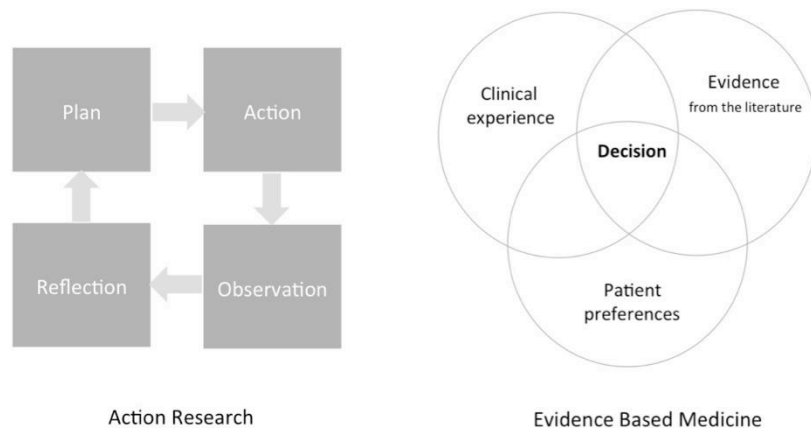 Plan
Action
Reflection
Observation
Action Research
Clinical
experience
Evidence
from the literature
Decision
Patient
preferences
Evidence Based Medicine